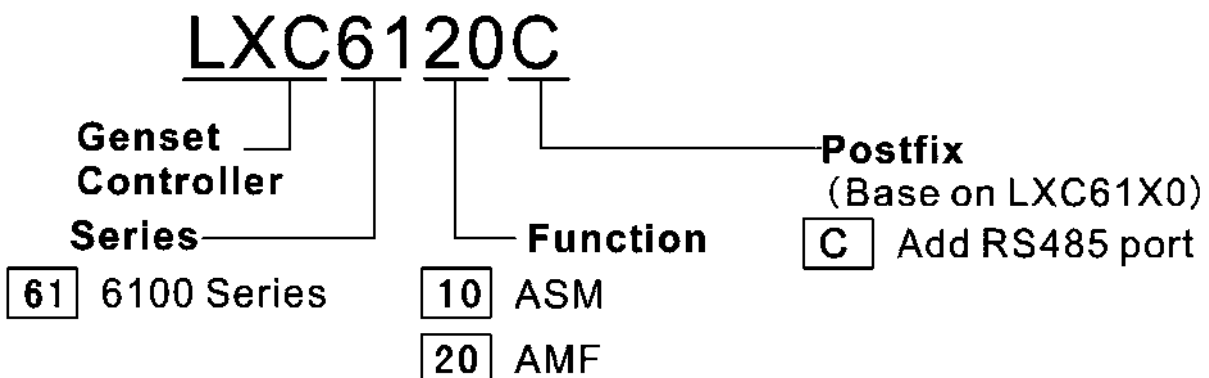 LXC6120C
Genset
Controller
Postfix
(Base on LXC61X0)
C Add RS485 port
Series
61 6100 Series
Function
10 ASM
20 AMF